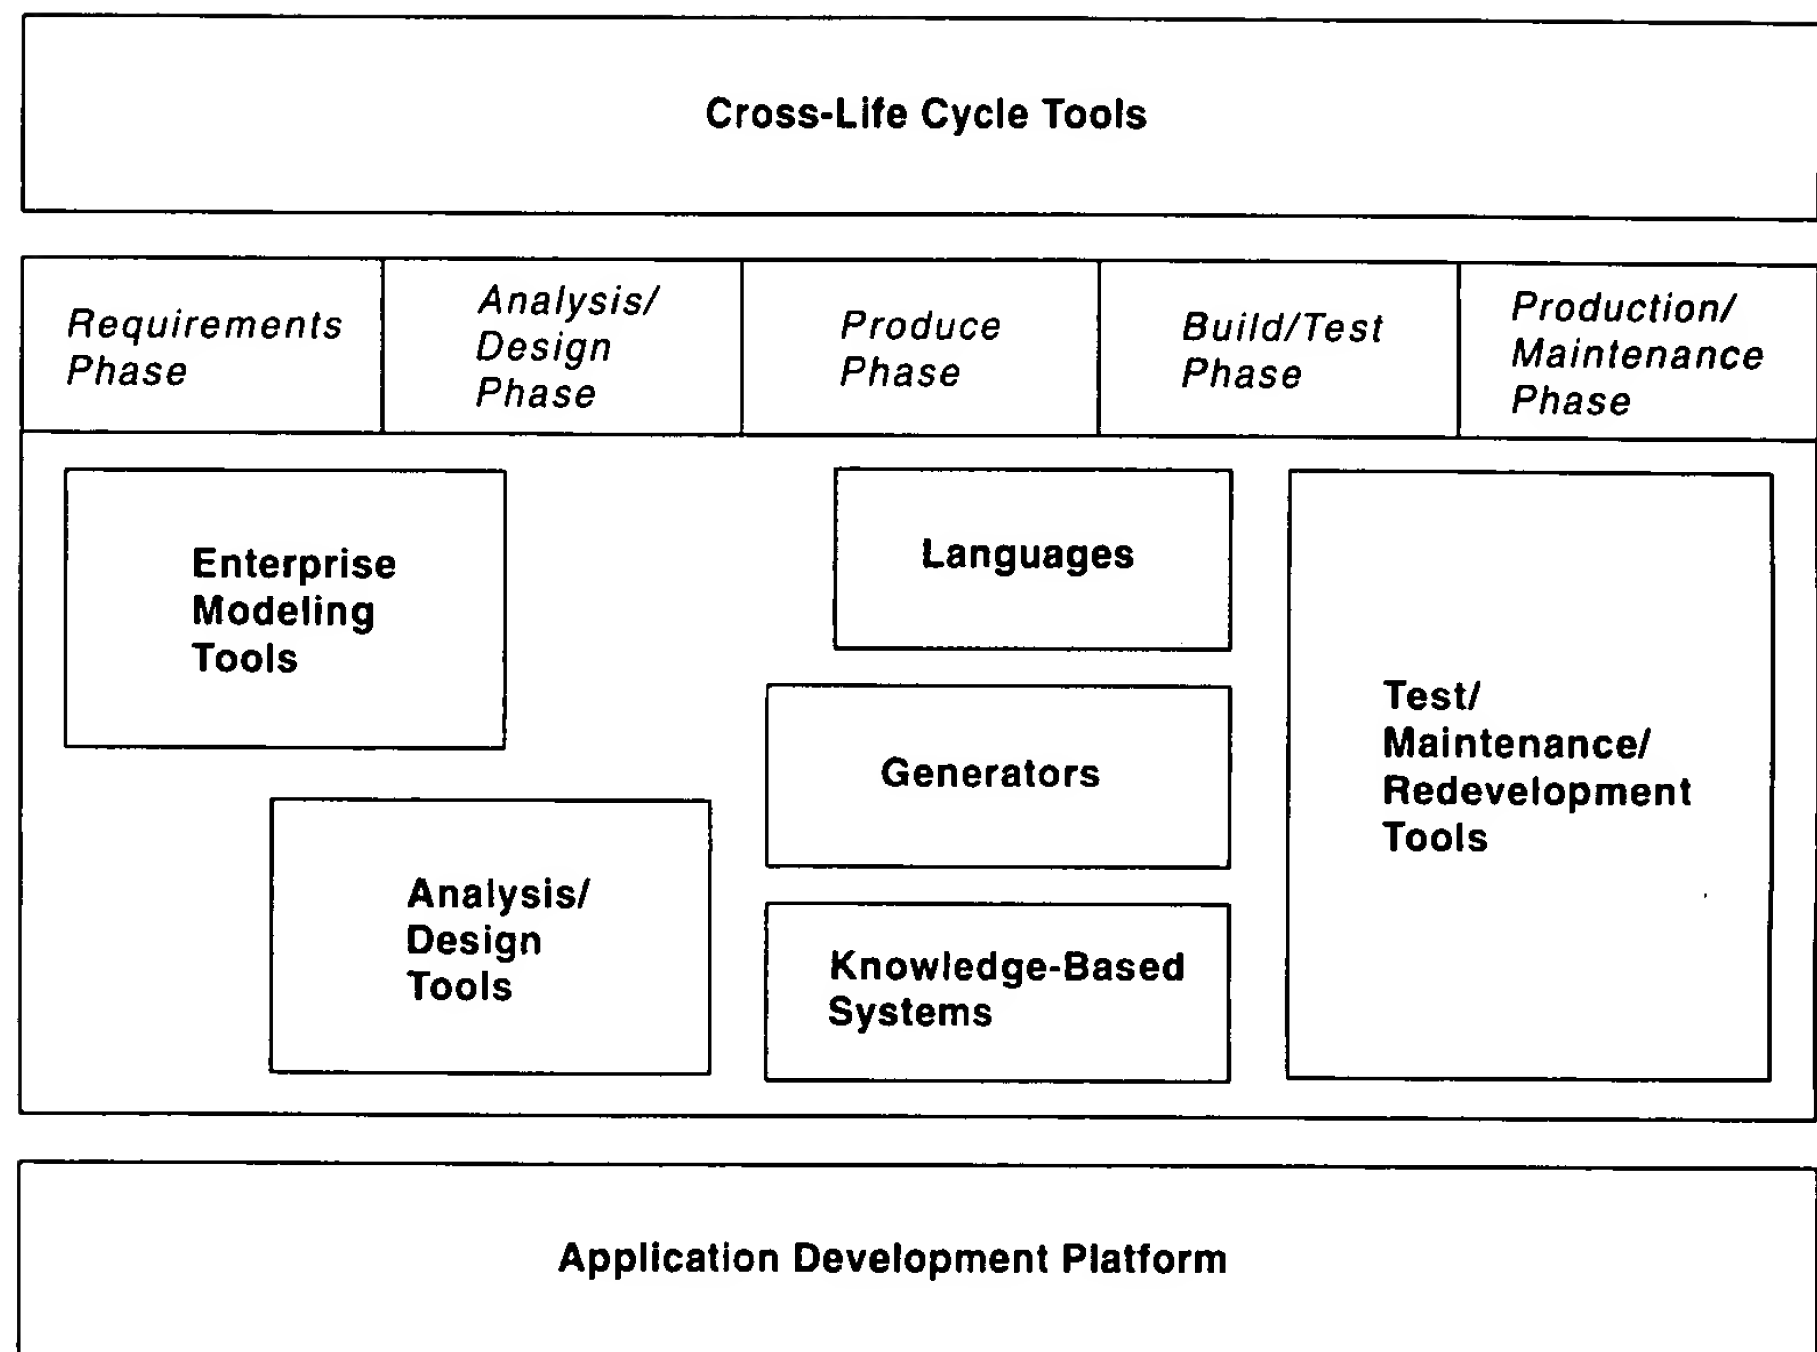 Cross-Life Cycle Tools
Requirements
Phase
Analysis/
Design
Phase
Produce
Phase
Build/Test
Phase
Production/
Maintenance
Phase
Enterprise
Modeling
Tools
Analysis/
Design
Tools
Languages
Generators
Knowledge-Based
Systems
Test/
Maintenance/
Redevelopment
Tools
Application Development Platform